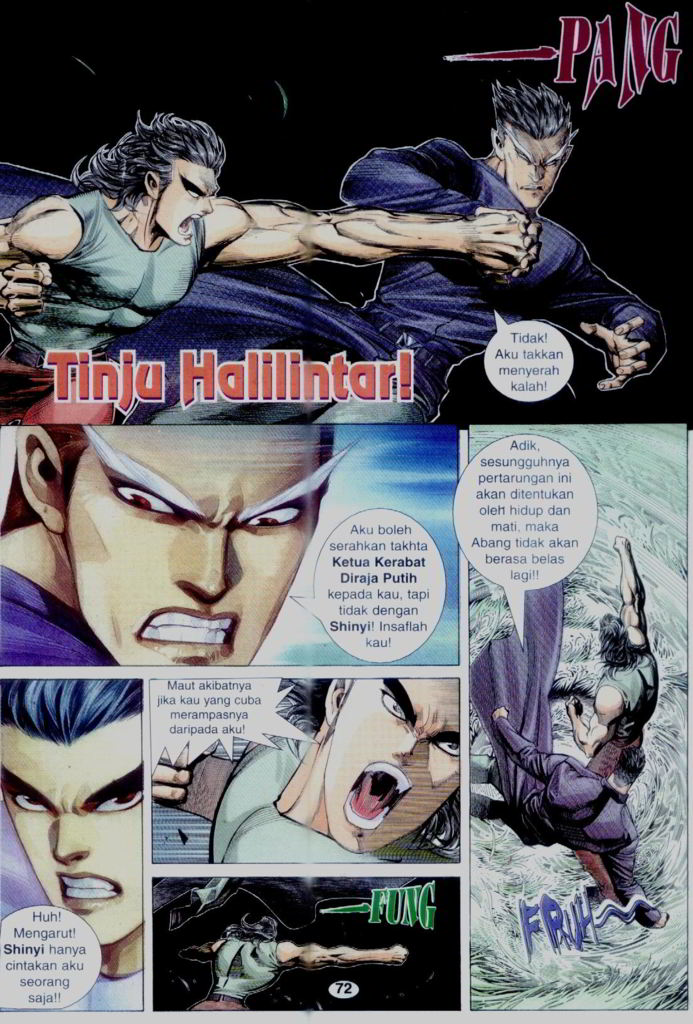 PANG
Tinju Halilintar!
Tidak!
Aku takkan
menyerah
kalah!
Aku boleh
serahkan takhta
Ketua Kerabat
Diraja Putih
kepada kau, tapi
tidak dengan
Shinyi! Insaflah
kau!
Adik,
sesungguhnya
pertarungan ini
akan ditentukan
oleh hidup dan
mati, maka
Abang tidak akan
berasa belas
lagi!!
Huh!
Mengarut!
Shinyi hanya
cintakan aku
seorang
saja!!
Maut akibatnya
jika kau yang cuba
merampasnya
daripada aku!
FUNG
FRUH
72